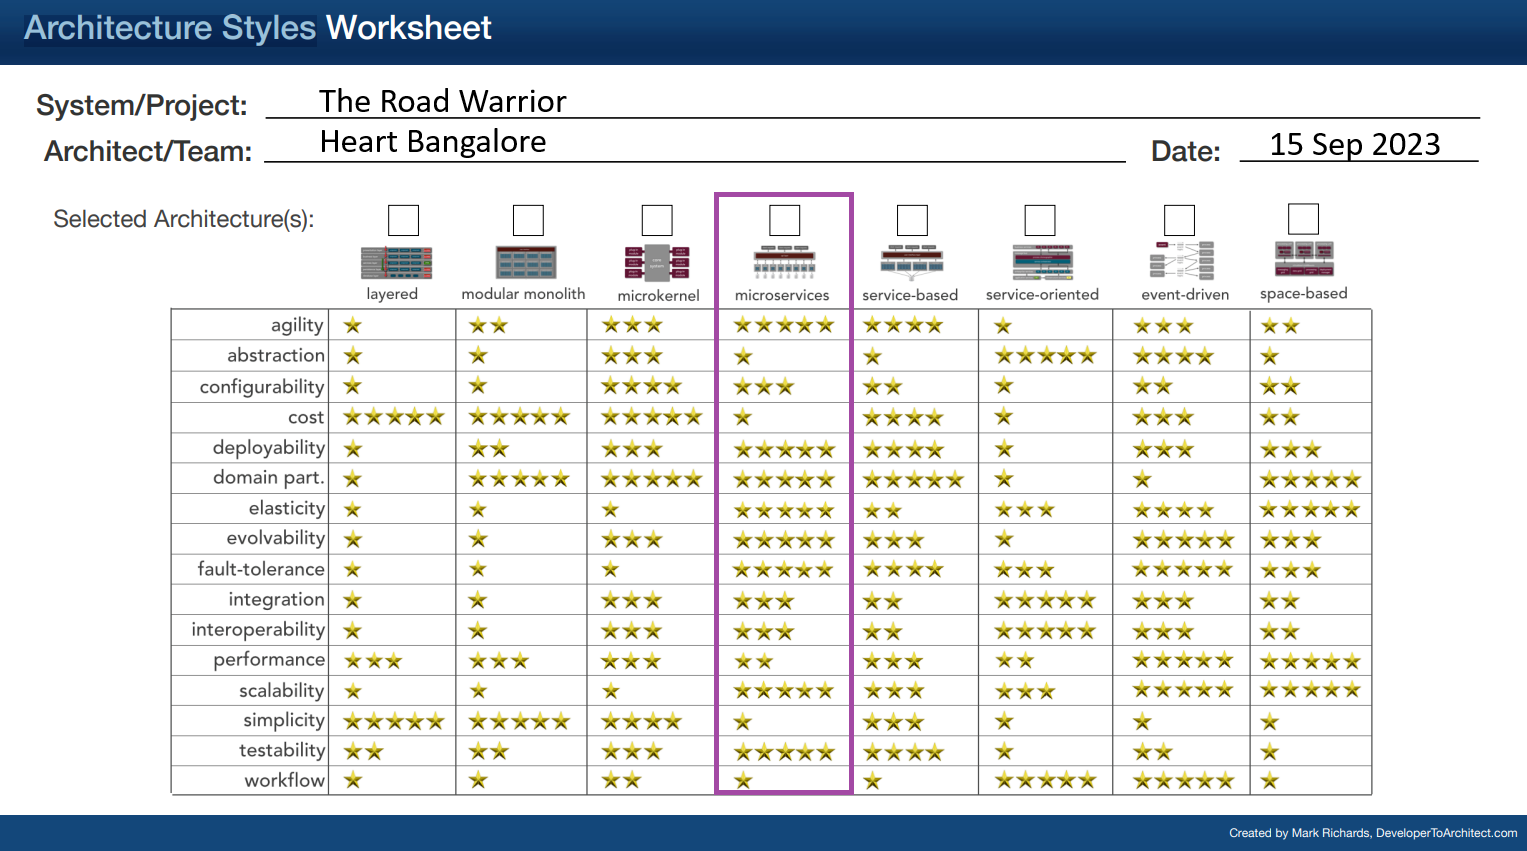 Architecture Styles Worksheet
System/Project: The Road Warrior
Architect/Team: Heart Bangalore Date: 15 Sep 2023
Selected Architecture(s):
layered modular monolith microkernel microservices service-based service-oriented event-driven space-based
agility
abstraction
configurability
cost
deployability
domain part.
elasticity
evolvability
fault-tolerance
integration
interoperability
performance
scalability
simplicity
testability
workflow
Created by Mark Richards, DeveloperToArchitect.com